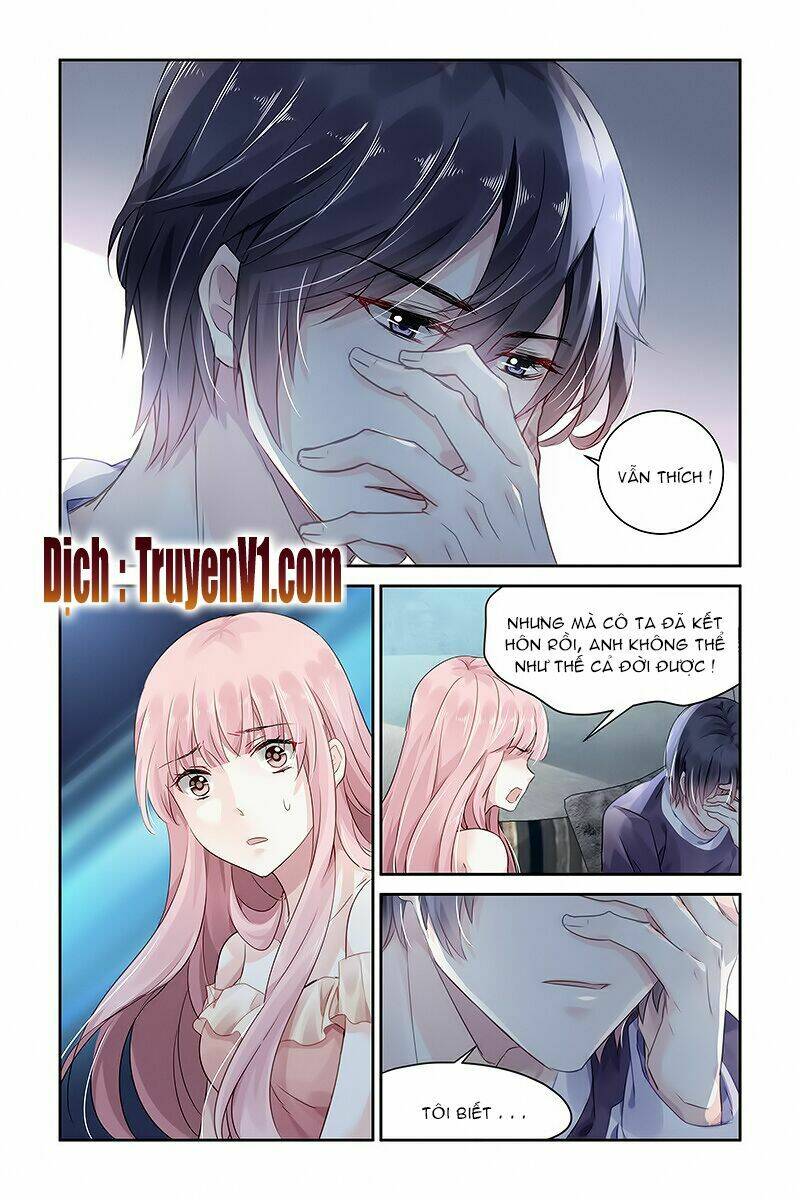 VẪN THÍCH !
Dịch : TruyenV1.com
NHƯNG MÀ CÔ TA ĐÃ KẾT
HÔN RỒI, ANH KHÔNG THỂ
NHƯ THẾ CẢ ĐỜI ĐƯỢC !
TÔI BIẾT . . .